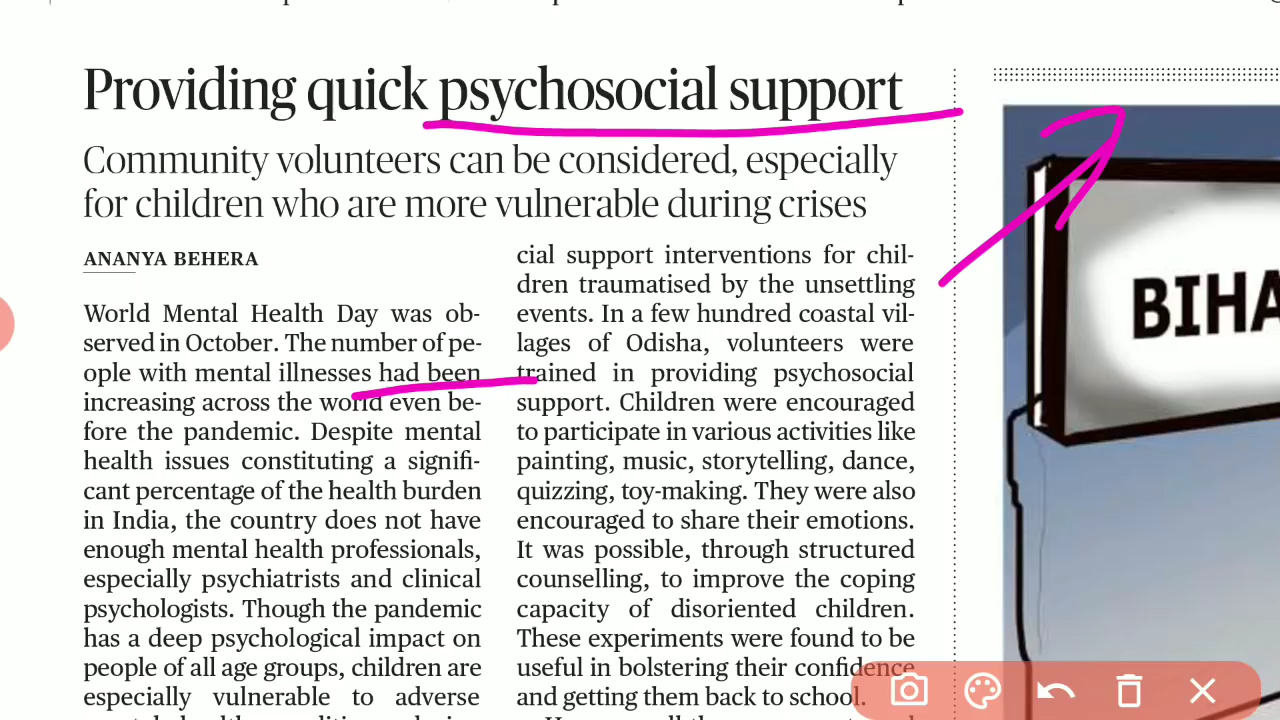 Providing quick psychosocial support
Community volunteers can be considered, especially
for children who are more vulnerable during crises
ANANYA BEHERA
World Mental Health Day was ob-
served in October. The number of pe-
ople with mental illnesses had been
increasing across the world even be-
fore the pandemic. Despite mental
health issues constituting a signifi-
cant percentage of the health burden
in India, the country does not have
enough mental health professionals,
especially psychiatrists and clinical
psychologists. Though the pandemic
has a deep psychological impact on
people of all age groups, children are
especially vulnerable to adverse
cial support interventions for chil-
dren traumatised by the unsettling
events. In a few hundred coastal vil-
lages of Odisha, volunteers were
trained in providing psychosocial
support. Children were encouraged
to participate in various activities like
painting, music, storytelling, dance,
quizzing, toy-making. They were also
encouraged to share their emotions.
It was possible, through structured
counselling, to improve the coping
capacity of disoriented children.
These experiments were found to be
useful in bolstering their confidence
and getting them back to school.
BIHA